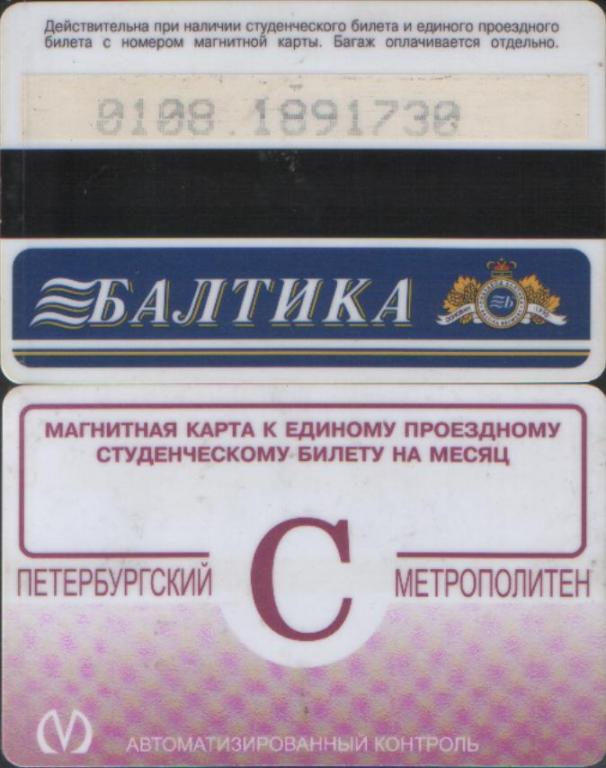 Действительна при наличии студенческого билета и единого проездного
билета с номером магнитной карты. Багаж оплачивается отдельно.
0108 1891730
БАЛТИКА
МАГНИТНАЯ КАРТА К ЕДИНОМУ ПРОЕЗДНОМУ
СТУДЕНЧЕСКОМУ БИЛЕТУ НА МЕСЯЦ
С
ПЕТЕРБУРГСКИЙ МЕТРОПОЛИТЕН
АВТОМАТИЗИРОВАННЫЙ КОНТРОЛЬ